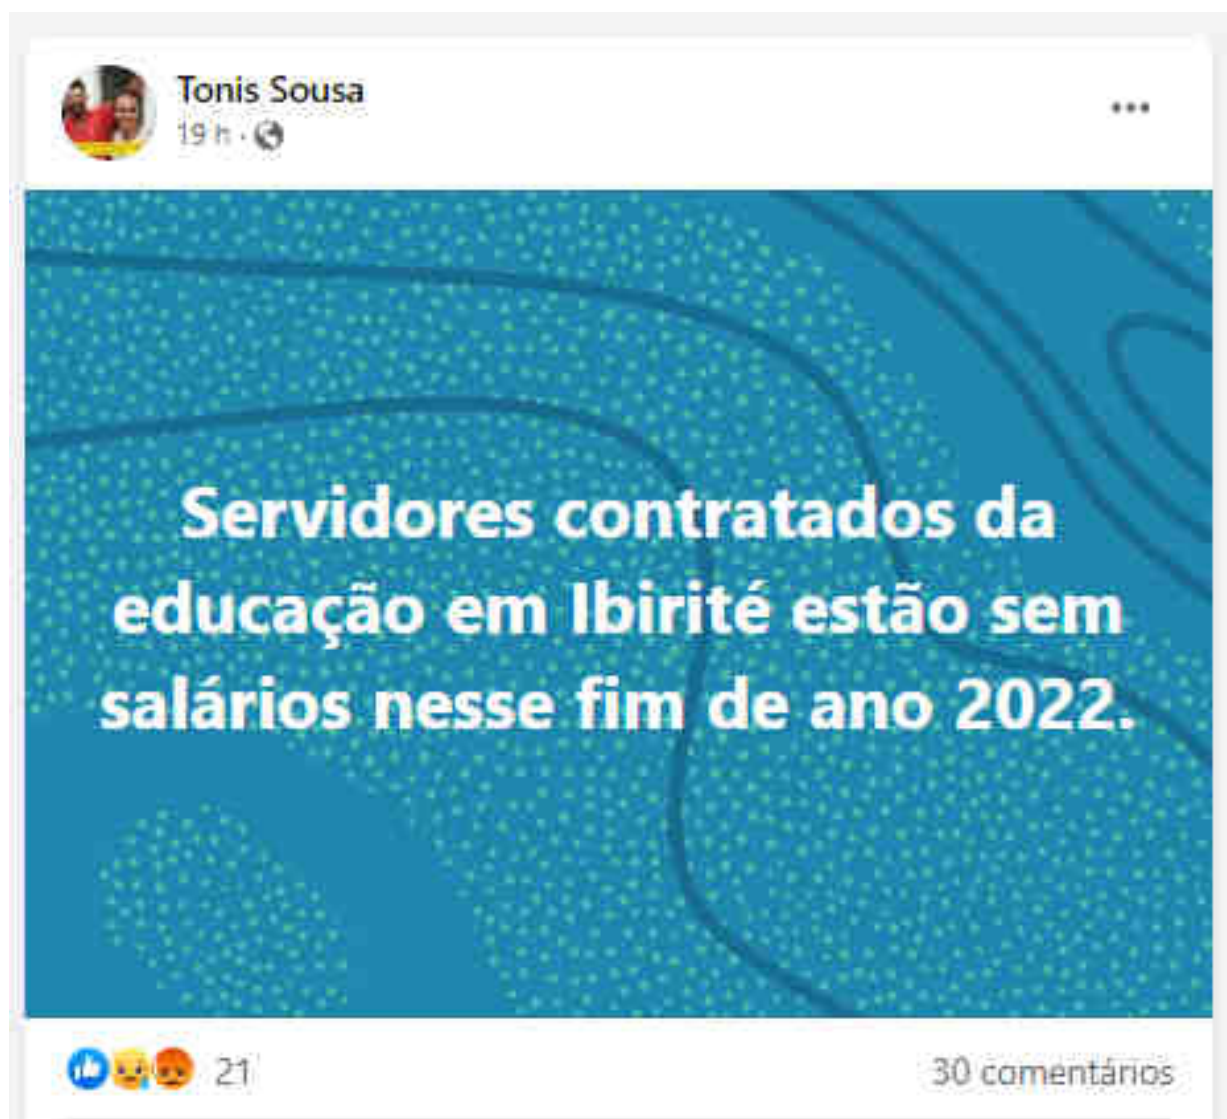 Tonis Sousa
19 h ·
Servidores contratados da
educação em Ibirité estão sem
salários nesse fim de ano 2022.
21
30 comentários